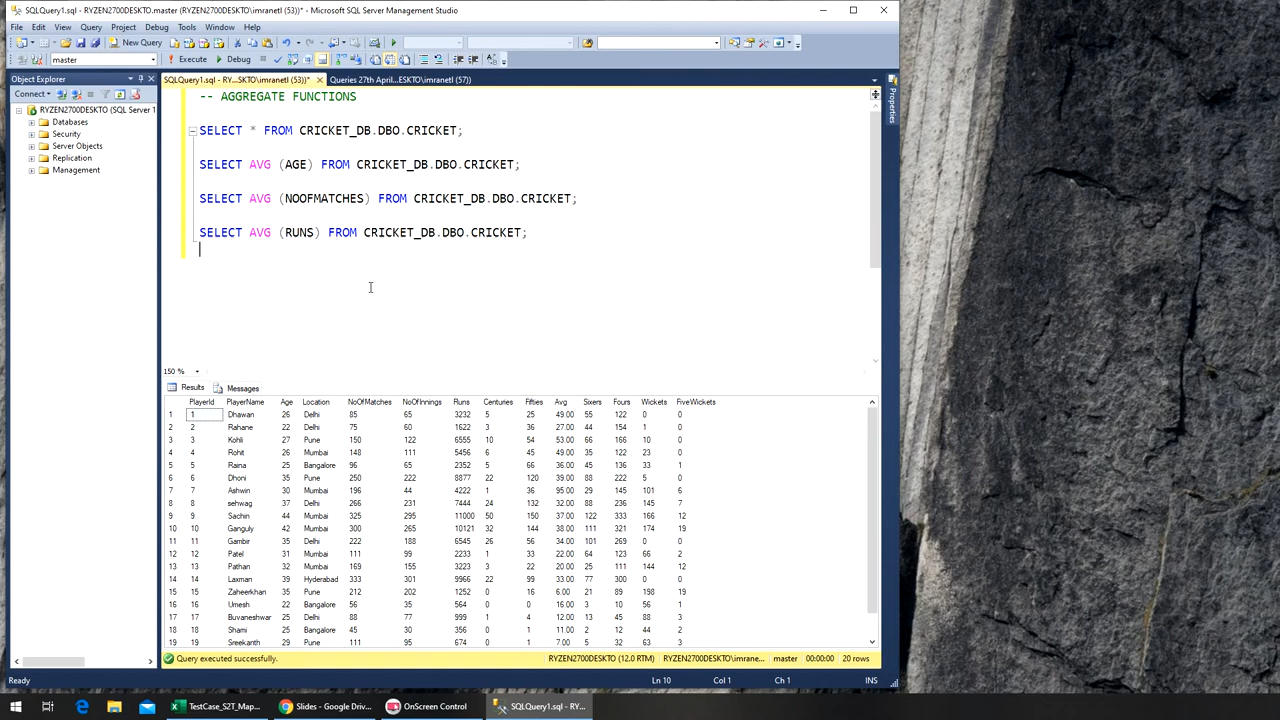 SQLQuery1.sql - RYZEN2700DESKTO.master (RYZEN2700DESKTO\imranetl (53))* - Microsoft SQL Server Management Studio
File Edit View Query Project Debug Tools Window Help
New Query
master
Execute Debug
Object Explorer
SQLQuery1.sql - RY...SKTO\imranetl (53))*
Queries 27th April...ESKTO\imranetl (57))
Properties
Connect
RYZEN2700DESKTO (SQL Server 1
Databases
Security
Server Objects
Replication
Management
-- AGGREGATE FUNCTIONS
SELECT * FROM CRICKET_DB.DBO.CRICKET;
SELECT AVG (AGE) FROM CRICKET_DB.DBO.CRICKET;
SELECT AVG (NOOFMATCHES) FROM CRICKET_DB.DBO.CRICKET;
SELECT AVG (RUNS) FROM CRICKET_DB.DBO.CRICKET;
150 %
Results Messages
PlayerId PlayerName Age Location NoOfMatches NoOfInnings Runs Centuries Fifties Avg Sixers Fours Wickets FiveWickets
1 1 Dhawan 26 Delhi 85 65 3232 5 25 49.00 55 122 0 0
2 2 Rahane 22 Delhi 75 60 1622 3 36 27.00 44 154 1 0
3 3 Kohli 27 Pune 150 122 6555 10 54 53.00 66 166 10 0
4 4 Rohit 26 Mumbai 148 111 5456 6 45 49.00 35 122 23 0
5 5 Raina 25 Bangalore 96 65 2352 5 66 36.00 45 136 33 1
6 6 Dhoni 35 Pune 250 222 8877 22 120 39.00 88 222 5 0
7 7 Ashwin 30 Mumbai 196 44 4222 1 36 95.00 29 145 101 6
8 8 sehwag 37 Delhi 266 231 7444 24 132 32.00 88 236 145 7
9 9 Sachin 44 Mumbai 325 295 11000 50 150 37.00 122 333 166 12
10 10 Ganguly 42 Mumbai 300 265 10121 32 144 38.00 111 321 174 19
11 11 Gambir 35 Delhi 222 188 6545 26 56 34.00 101 269 0 0
12 12 Patel 31 Mumbai 111 99 2233 1 33 22.00 64 123 66 2
13 13 Pathan 32 Mumbai 169 155 3223 3 22 20.00 25 111 144 12
14 14 Laxman 39 Hyderabad 333 301 9966 22 99 33.00 77 300 0 0
15 15 Zaheerkhan 35 Pune 212 202 1252 0 16 6.00 21 89 198 19
16 16 Umesh 22 Bangalore 56 35 564 0 0 16.00 3 10 56 1
17 17 Buvaneshwar 25 Delhi 88 77 999 1 4 12.00 13 45 88 3
18 18 Shami 25 Bangalore 45 30 356 0 1 11.00 2 12 44 2
19 19 Sreekanth 29 Pune 111 95 674 0 1 7.00 5 32 63 3
Query executed successfully. RYZEN2700DESKTO (12.0 RTM) RYZEN2700DESKTO\imrane... master 00:00:00 20 rows
Ready Ln 10 Col 1 Ch 1 INS
TestCase_S2T_Map... Slides - Google Driv... OnScreen Control SQLQuery1.sql - RY...